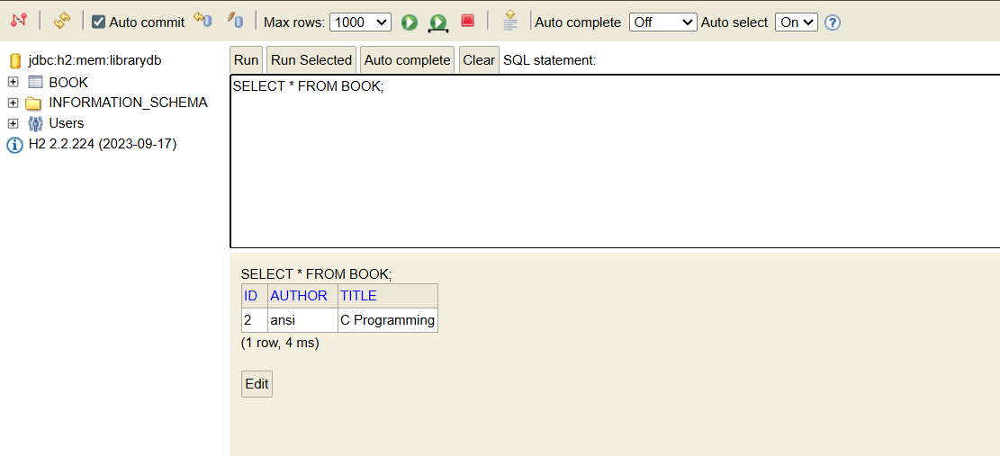 Auto commit Max rows: 1000 Auto complete Off Auto select On ?
jdbc:h2:mem:librarydb
BOOK
INFORMATION_SCHEMA
Users
H2 2.2.224 (2023-09-17)
Run Run Selected Auto complete Clear SQL statement:
SELECT * FROM BOOK;
SELECT * FROM BOOK;
ID AUTHOR TITLE
2 ansi C Programming
(1 row, 4 ms)
Edit